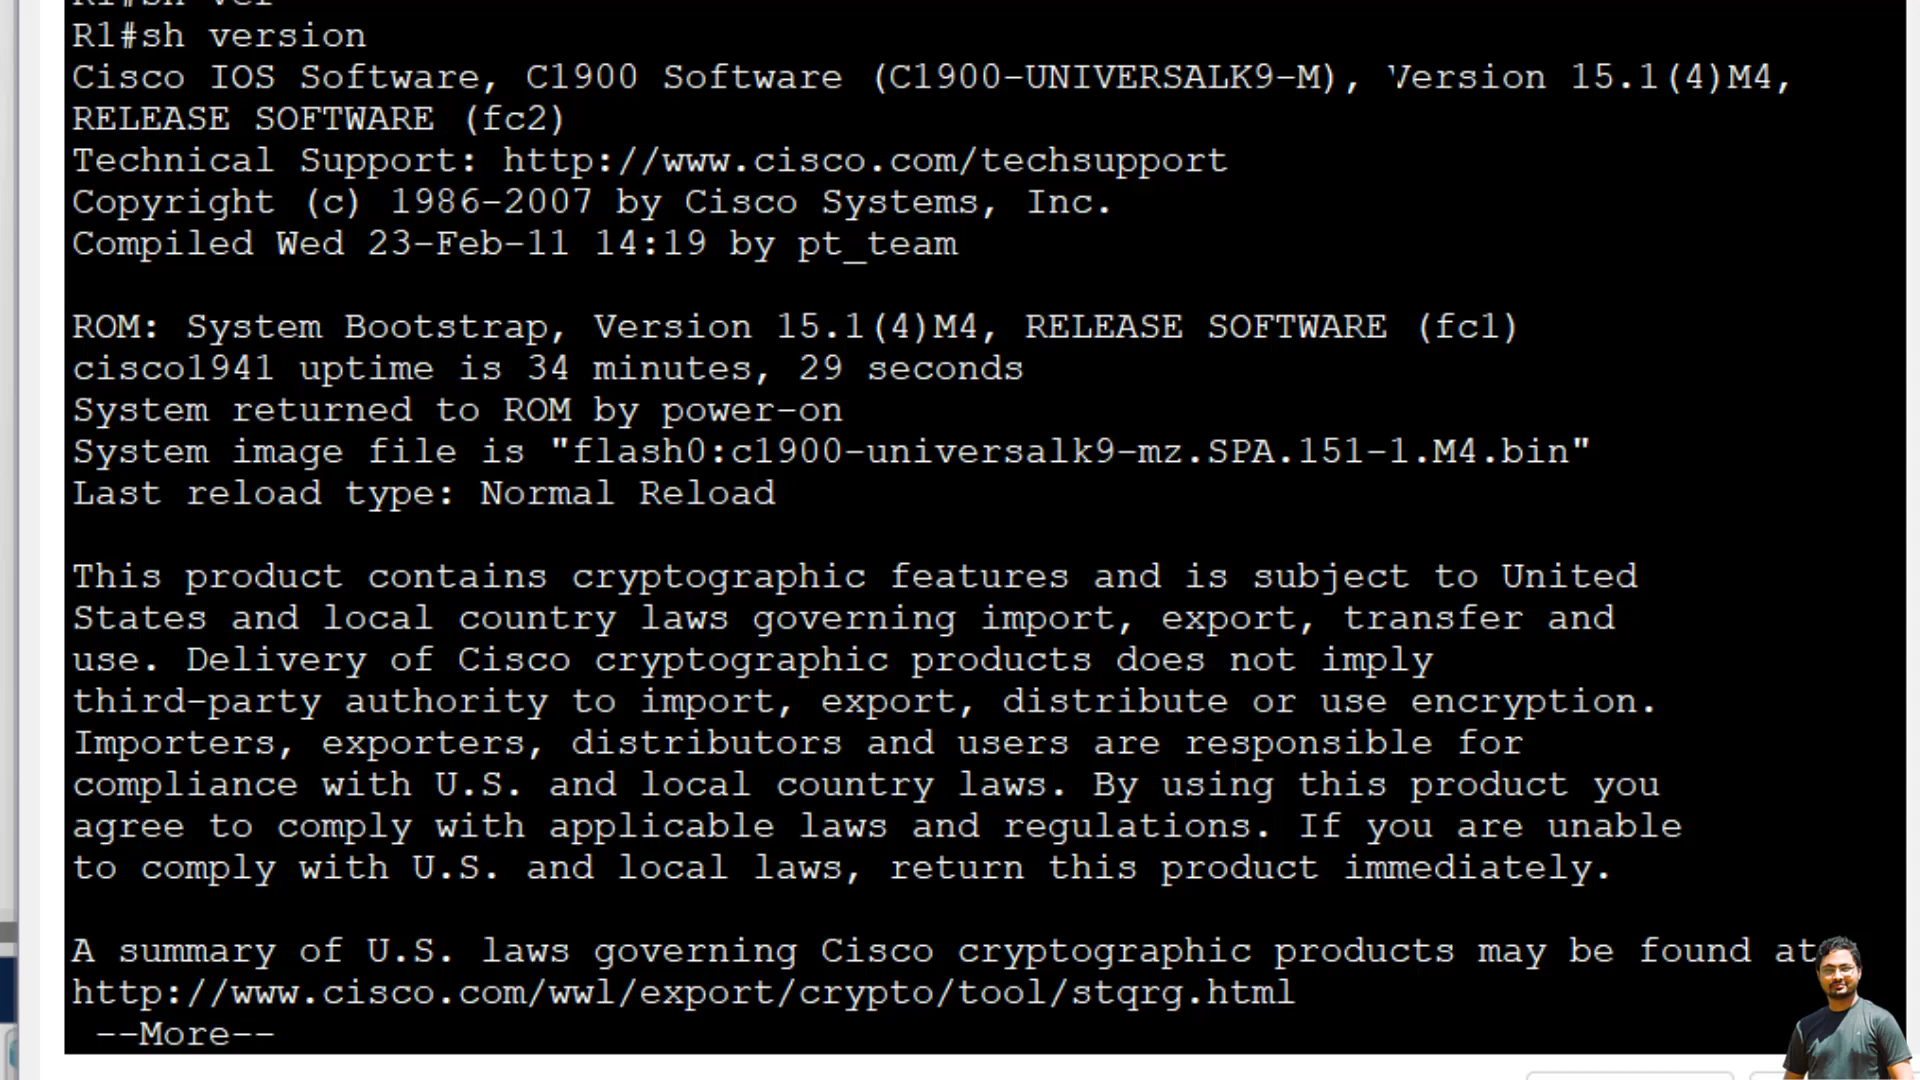 R1#sh ver
R1#sh version
Cisco IOS Software, C1900 Software (C1900-UNIVERSALK9-M), Version 15.1(4)M4,
RELEASE SOFTWARE (fc2)
Technical Support: http://www.cisco.com/techsupport
Copyright (c) 1986-2007 by Cisco Systems, Inc.
Compiled Wed 23-Feb-11 14:19 by pt_team
ROM: System Bootstrap, Version 15.1(4)M4, RELEASE SOFTWARE (fc1)
cisco1941 uptime is 34 minutes, 29 seconds
System returned to ROM by power-on
System image file is "flash0:c1900-universalk9-mz.SPA.151-1.M4.bin"
Last reload type: Normal Reload
This product contains cryptographic features and is subject to United
States and local country laws governing import, export, transfer and
use. Delivery of Cisco cryptographic products does not imply
third-party authority to import, export, distribute or use encryption.
Importers, exporters, distributors and users are responsible for
compliance with U.S. and local country laws. By using this product you
agree to comply with applicable laws and regulations. If you are unable
to comply with U.S. and local laws, return this product immediately.
A summary of U.S. laws governing Cisco cryptographic products may be found at
http://www.cisco.com/wwl/export/crypto/tool/stqrg.html
--More--